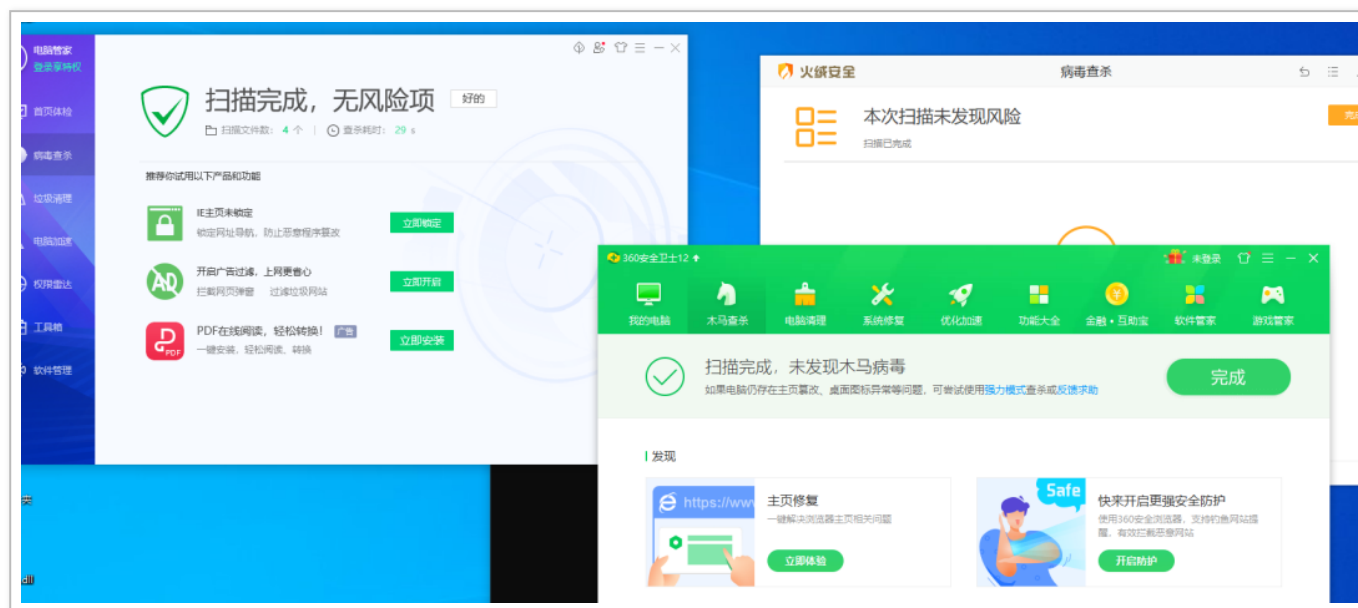 电脑管家
登录享特权
首页体检
病毒查杀
垃圾清理
电脑加速
权限雷达
工具箱
软件管理
扫描完成，无风险项
好的
扫描文件数：4 个
查杀耗时：29 s
推荐你试用以下产品和功能
IE主页未锁定
锁定网址导航，防止恶意程序篡改
立即锁定
开启广告过滤，上网更省心
拦截网页弹窗 过滤垃圾网站
立即开启
PDF在线阅读，轻松转换！ 广告
一键安装，轻松阅读、转换
立即安装
火绒安全
病毒查杀
本次扫描未发现风险
扫描已完成
360安全卫士12
未登录
我的电脑
木马查杀
电脑清理
系统修复
优化加速
功能大全
金融·互助宝
软件管家
游戏管家
扫描完成，未发现木马病毒
如果电脑仍存在主页篡改、桌面图标异常等问题，可尝试使用强力模式查杀或反馈求助
完成
发现
https://www
主页修复
一键解决浏览器主页相关问题
立即体验
Safe
快来开启更强安全防护
使用360安全浏览器，支持钓鱼网站提
醒，有效拦截恶意网站
开启防护
dll